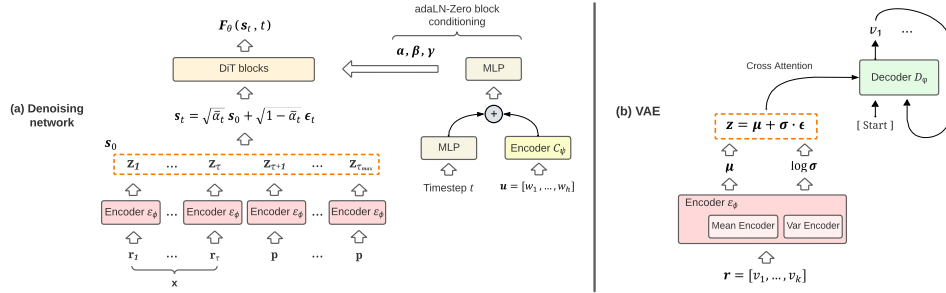 adaLN-Zero block
conditioning
F_θ(s_t, t)
α, β, γ
DiT blocks
MLP
(a) Denoising
network
s_t = √ᾱ_t s_0 + √1 − ᾱ_t ϵ_t
+
s_0
z_1 ... z_τ z_τ+1 ... z_τmax
MLP
Encoder C_ψ
Timestep t
u = [w_1, ..., w_h]
Encoder ε_ϕ ... Encoder ε_ϕ Encoder ε_ϕ ... Encoder ε_ϕ
r_1 ... r_τ p ... p
x
(b) VAE
v_1 ...
Cross Attention
Decoder D_φ
[ Start ]
z = μ + σ · ϵ
μ
log σ
Encoder ε_ϕ
Mean Encoder
Var Encoder
r = [v_1, ..., v_k]